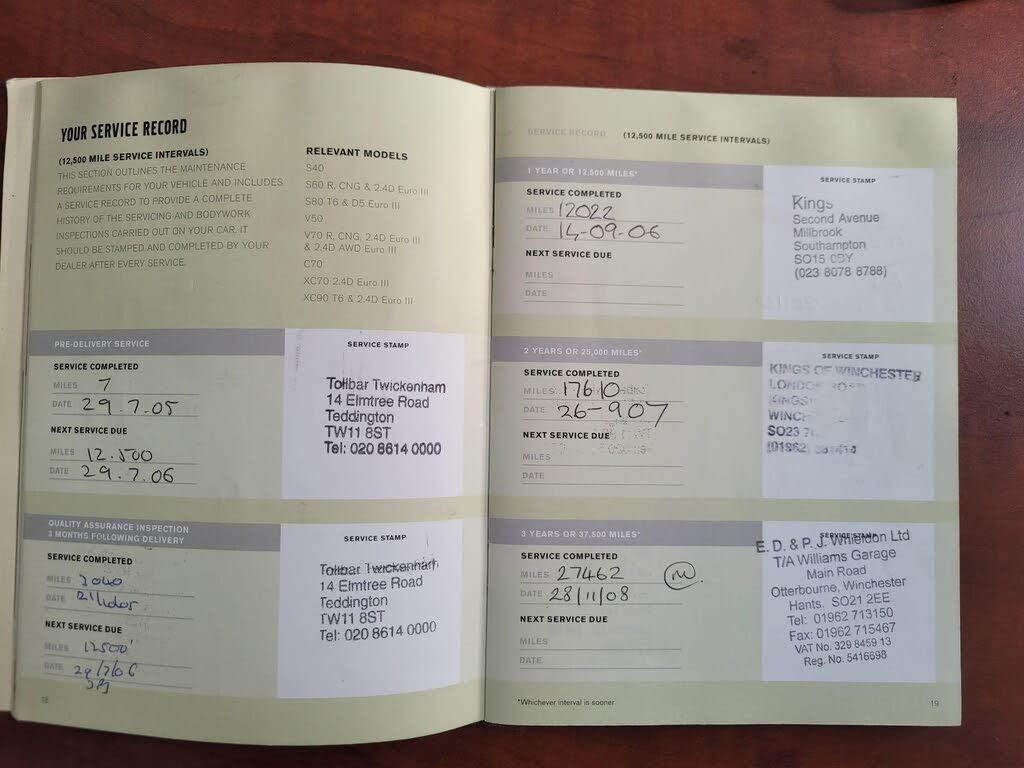 YOUR SERVICE RECORD
(12,500 MILE SERVICE INTERVALS)
THIS SECTION OUTLINES THE MAINTENANCE
REQUIREMENTS FOR YOUR VEHICLE AND INCLUDES
A SERVICE RECORD TO PROVIDE A COMPLETE
HISTORY OF THE SERVICING AND BODYWORK
INSPECTIONS CARRIED OUT ON YOUR CAR. IT
SHOULD BE STAMPED AND COMPLETED BY YOUR
DEALER AFTER EVERY SERVICE.
RELEVANT MODELS
S40
S60 R, CNG & 2.4D Euro III
S80 T6 & D5 Euro III
V50
V70 R, CNG, 2.4D Euro III
& 2.4D AWD Euro III
C70
XC70 2.4D Euro III
XC90 T6 & 2.4D Euro III
PRE-DELIVERY SERVICE
SERVICE COMPLETED
MILES 7
DATE 29.7.05
NEXT SERVICE DUE
MILES 12.500
DATE 29.7.06
SERVICE STAMP
Tollbar Twickenham
14 Elmtree Road
Teddington
TW11 8ST
Tel: 020 8614 0000
QUALITY ASSURANCE INSPECTION
3 MONTHS FOLLOWING DELIVERY
SERVICE COMPLETED
MILES
DATE
NEXT SERVICE DUE
MILES 12500
DATE 29/7/06
SERVICE STAMP
Tollbar Twickenham
14 Elmtree Road
Teddington
TW11 8ST
Tel: 020 8614 0000
18
SERVICE RECORD (12,500 MILE SERVICE INTERVALS)
1 YEAR OR 12,500 MILES*
SERVICE COMPLETED
MILES 12022
DATE 14-09-06
NEXT SERVICE DUE
MILES
DATE
SERVICE STAMP
Kings
Second Avenue
Millbrook
Southampton
SO15 0BY
(023 8078 8788)
2 YEARS OR 25,000 MILES*
SERVICE COMPLETED
MILES 17610
DATE 26-907
NEXT SERVICE DUE
MILES
DATE
SERVICE STAMP
KINGS OF WINCHESTER
LONDON
SO23
(01962)
3 YEARS OR 37,500 MILES*
SERVICE COMPLETED
MILES 27462
DATE 28/11/08
NEXT SERVICE DUE
MILES
DATE
SERVICE STAMP
E. D. & P. J. Wheldon Ltd
T/A Williams Garage
Main Road
Otterbourne, Winchester
Hants. SO21 2EE
Tel: 01962 713150
Fax: 01962 715467
VAT No. 329 8459 13
Reg. No. 5416698
*Whichever interval is sooner
19